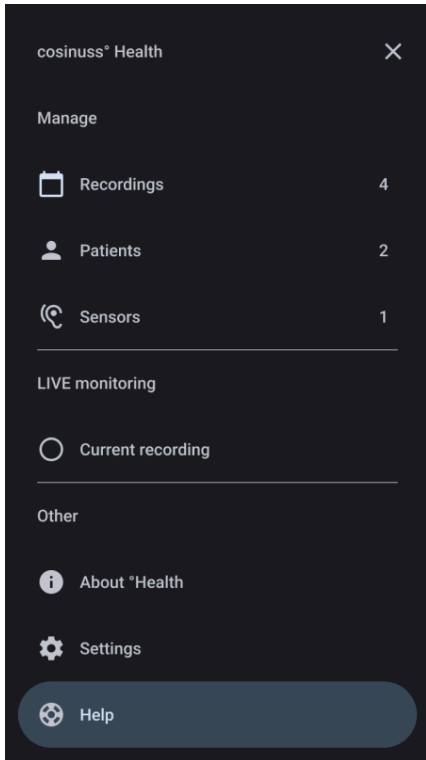 cosinuss° Health
Manage
Recordings 4
Patients 2
Sensors 1
LIVE monitoring
Current recording
Other
About °Health
Settings
Help